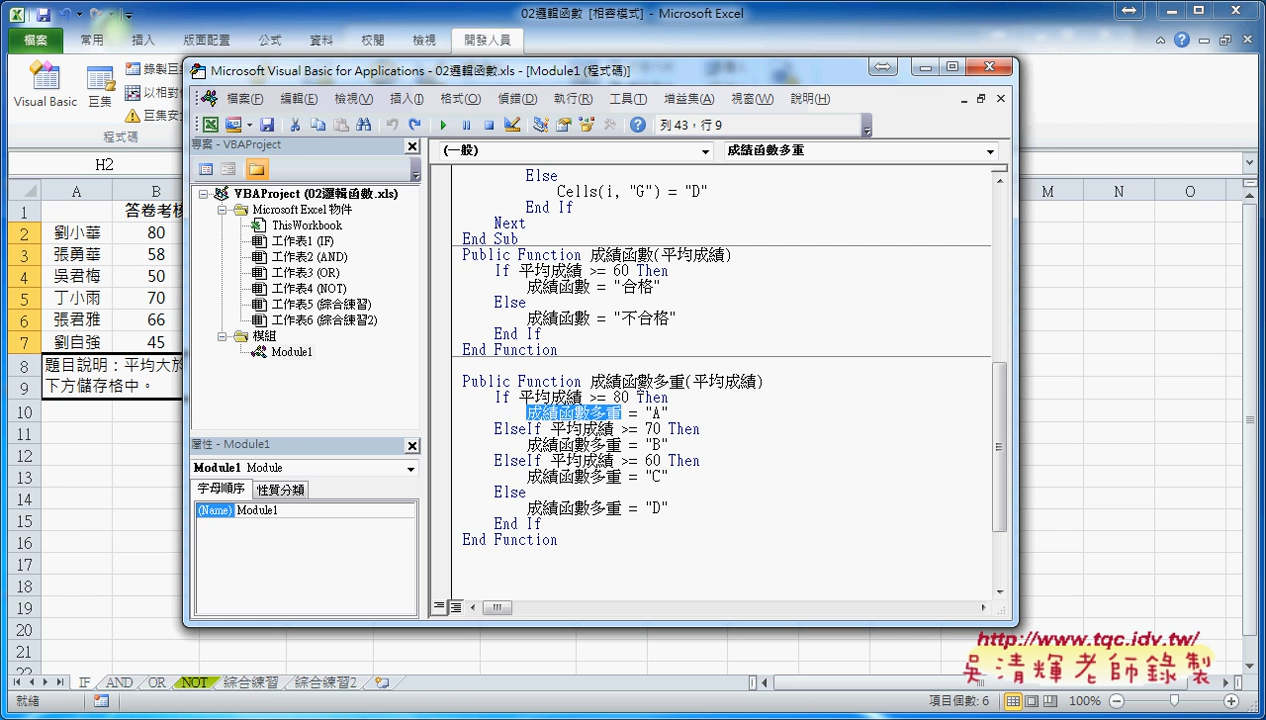 02邏輯函數 [相容模式] - Microsoft Excel
檔案 常用 插入 版面配置 公式 資料 校閱 檢視 開發人員
Visual Basic 巨集 錄製巨 以相對 巨集安
程式碼
Microsoft Visual Basic for Applications - 02邏輯函數.xls - [Module1 (程式碼)]
檔案(F) 編輯(E) 檢視(V) 插入(I) 格式(O) 偵錯(D) 執行(R) 工具(T) 增益集(A) 視窗(W) 說明(H)
列 43，行 9
專案 - VBAProject
VBAProject (02邏輯函數.xls)
Microsoft Excel 物件
ThisWorkbook
工作表1 (IF)
工作表2 (AND)
工作表3 (OR)
工作表4 (NOT)
工作表5 (綜合練習)
工作表6 (綜合練習2)
模組
Module1
屬性 - Module1
Module1 Module
字母順序 性質分類
(Name) Module1
(一般) 成績函數多重
Else
Cells(i, "G") = "D"
End If
Next
End Sub
Public Function 成績函數(平均成績)
If 平均成績 >= 60 Then
成績函數 = "合格"
Else
成績函數 = "不合格"
End If
End Function
Public Function 成績函數多重(平均成績)
If 平均成績 >= 80 Then
成績函數多重 = "A"
ElseIf 平均成績 >= 70 Then
成績函數多重 = "B"
ElseIf 平均成績 >= 60 Then
成績函數多重 = "C"
Else
成績函數多重 = "D"
End If
End Function
H2
A B M N O
1 答卷考核
2 劉小華 80
3 張勇華 58
4 吳君梅 50
5 丁小雨 70
6 張君雅 66
7 劉自強 45
8 題目說明：平均大於
9 下方儲存格中。
10
11
12
13
14
15
16
17
18
19
20
21
22
http://www.tqc.idv.tw/
吳清輝老師錄製
IF AND OR NOT 綜合練習 綜合練習2
就緒 項目個數: 6 100%